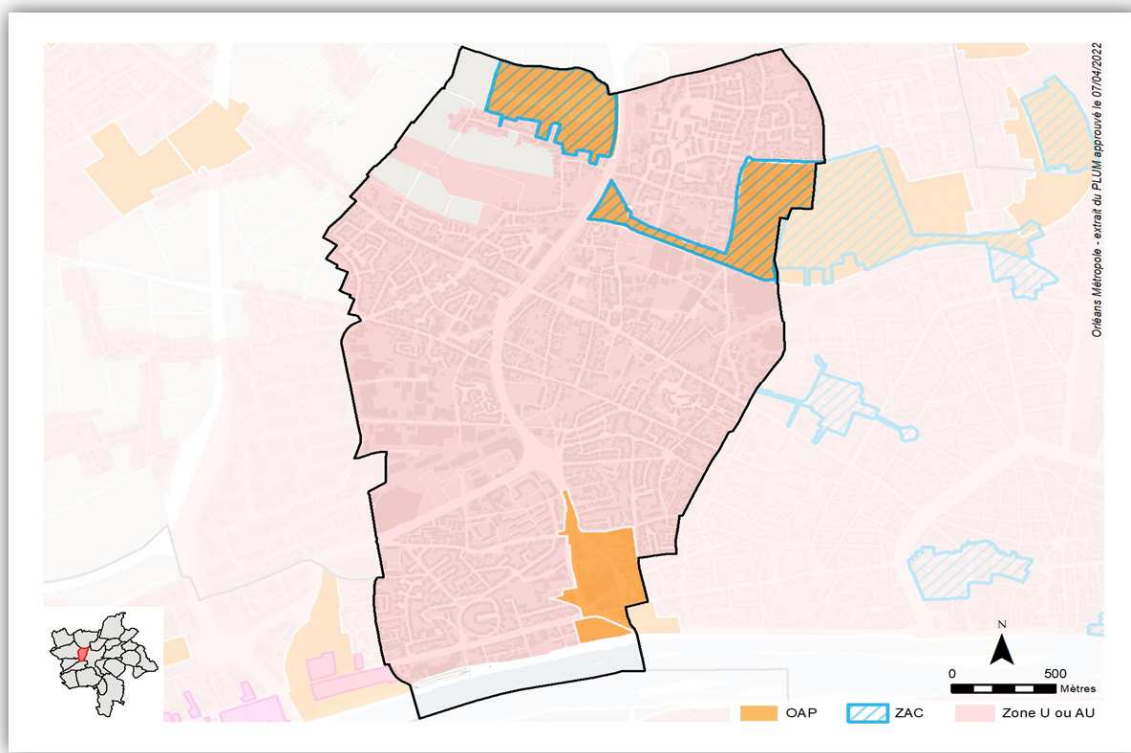 Orléans Métropole - extrait du PLUM approuvé le 07/04/2022
N
0 500
Mètres
OAP ZAC Zone U ou AU